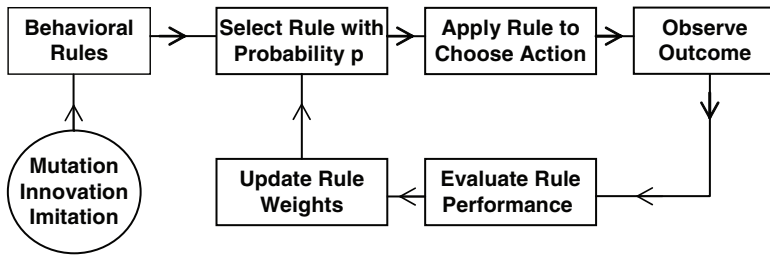 Behavioral
Rules
Select Rule with
Probability p
Apply Rule to
Choose Action
Observe
Outcome
Mutation
Innovation
Imitation
Update Rule
Weights
Evaluate Rule
Performance